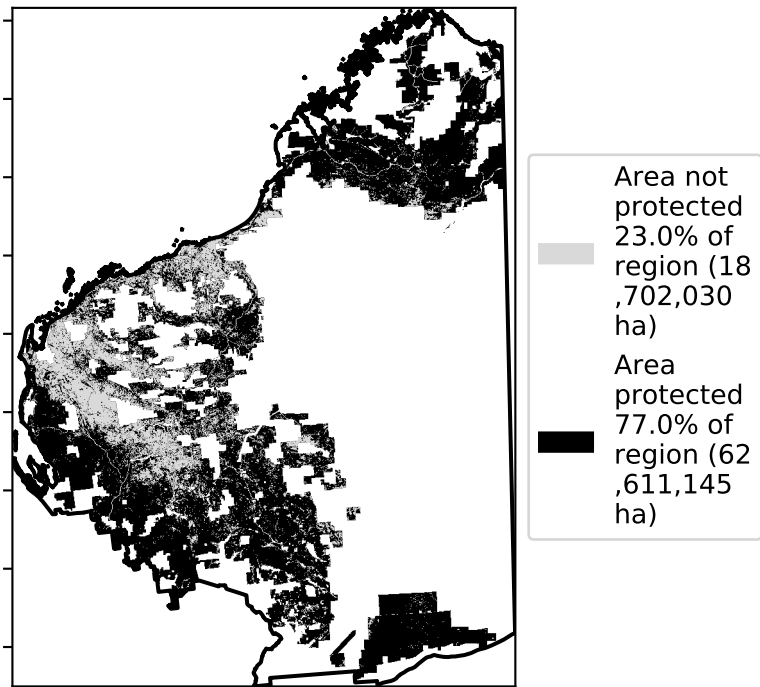 Area not
protected
23.0% of
region (18
,702,030
ha)
Area
protected
77.0% of
region (62
,611,145
ha)